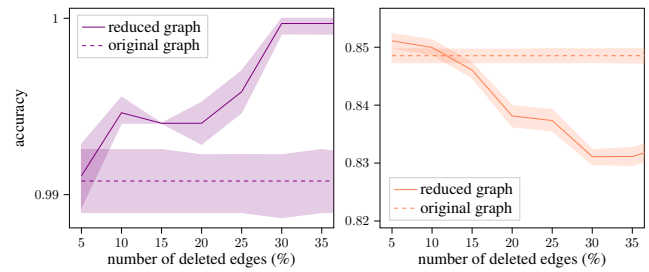 accuracy
1
0.99
reduced graph
original graph
5 10 15 20 25 30 35
number of deleted edges (%)
0.85
0.84
0.83
0.82
reduced graph
original graph
5 10 15 20 25 30 35
number of deleted edges (%)